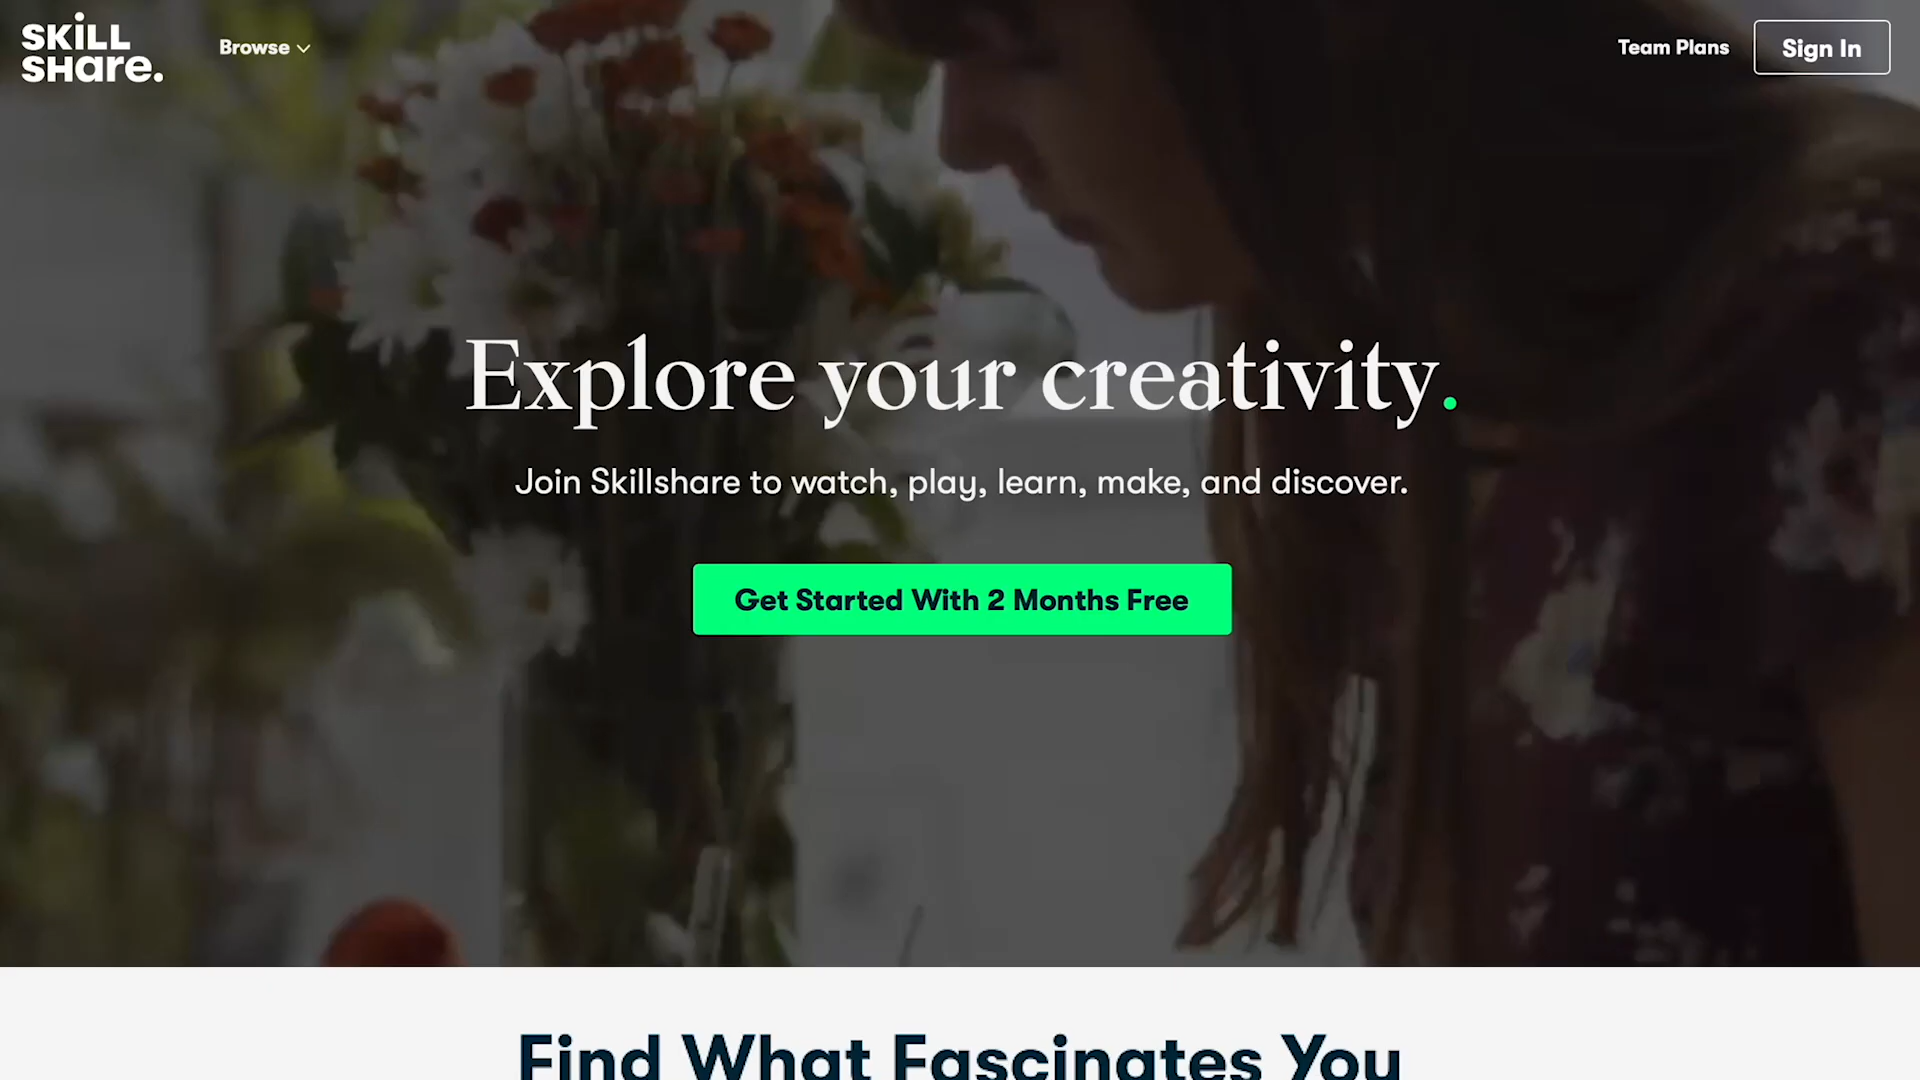 SKILL
SHare.
Browse
Team Plans
Sign In
Explore your creativity.
Join Skillshare to watch, play, learn, make, and discover.
Get Started With 2 Months Free
Find What Fascinates You